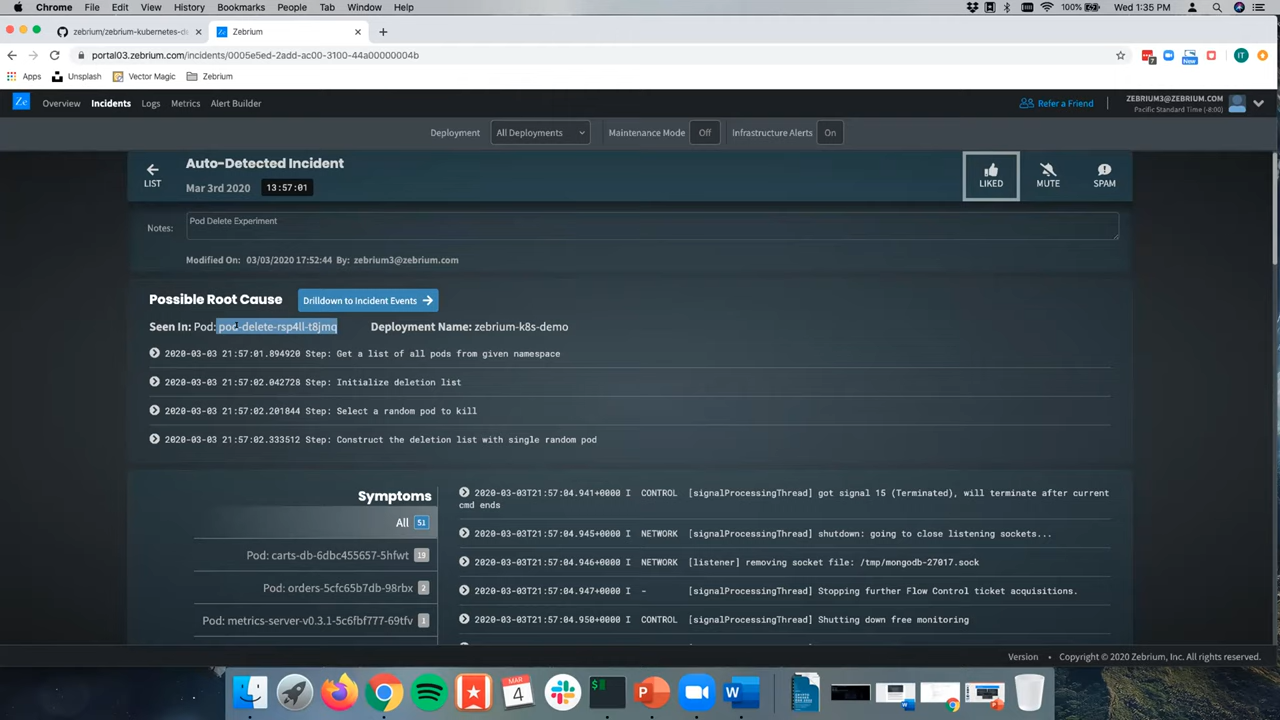 Chrome File Edit View History Bookmarks People Tab Window Help 100% Wed 1:35 PM
zebrium/zebrium-kubernetes-d
Zebrium
portal03.zebrium.com/incidents/0005e5ed-2add-ac00-3100-44a00000004b
7 New IT
Apps Unsplash Vector Magic Zebrium
Ze Overview Incidents Logs Metrics Alert Builder Refer a Friend ZEBRIUM3@ZEBRIUM.COM
Pacific Standard Time (-8:00)
Deployment All Deployments Maintenance Mode Off Infrastructure Alerts On
LIST Auto-Detected Incident LIKED MUTE SPAM
Mar 3rd 2020 13:57:01
Notes: Pod Delete Experiment
Modified On: 03/03/2020 17:52:44 By: zebrium3@zebrium.com
Possible Root Cause Drilldown to Incident Events
Seen In: Pod: pod-delete-rsp4ll-t8jmq Deployment Name: zebrium-k8s-demo
2020-03-03 21:57:01.894920 Step: Get a list of all pods from given namespace
2020-03-03 21:57:02.042728 Step: Initialize deletion list
2020-03-03 21:57:02.201844 Step: Select a random pod to kill
2020-03-03 21:57:02.333512 Step: Construct the deletion list with single random pod
Symptoms
All 51
Pod: carts-db-6dbc455657-5hfwt 19
Pod: orders-5cfc65b7db-98rbx 2
Pod: metrics-server-v0.3.1-5c6fbf777-69tfv 1
2020-03-03T21:57:04.941+0000 I CONTROL [signalProcessingThread] got signal 15 (Terminated), will terminate after current
cmd ends
2020-03-03T21:57:04.945+0000 I NETWORK [signalProcessingThread] shutdown: going to close listening sockets...
2020-03-03T21:57:04.946+0000 I NETWORK [listener] removing socket file: /tmp/mongodb-27017.sock
2020-03-03T21:57:04.947+0000 I - [signalProcessingThread] Stopping further Flow Control ticket acquisitions.
2020-03-03T21:57:04.950+0000 I CONTROL [signalProcessingThread] Shutting down free monitoring
Version • Copyright © 2020 Zebrium, Inc. All rights reserved.
MAR
4
$
P
W